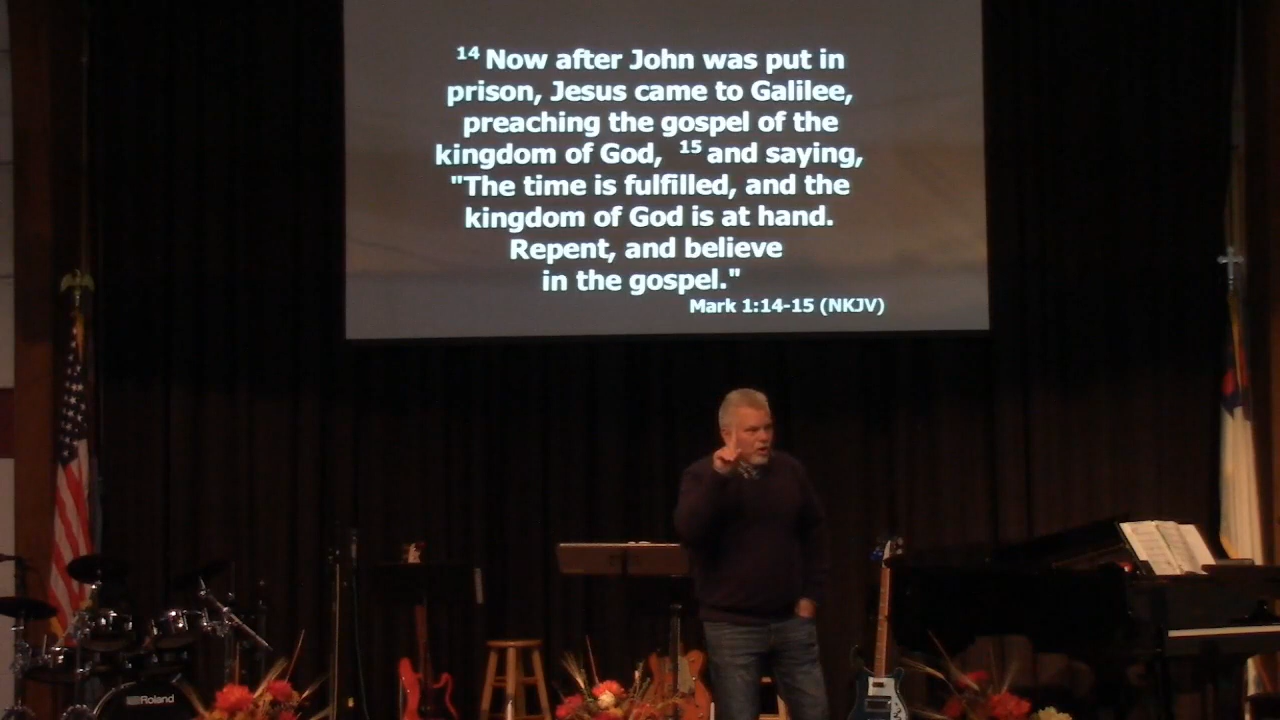 14 Now after John was put in
prison, Jesus came to Galilee,
preaching the gospel of the
kingdom of God, 15 and saying,
"The time is fulfilled, and the
kingdom of God is at hand.
Repent, and believe
in the gospel."
Mark 1:14-15 (NKJV)
Roland